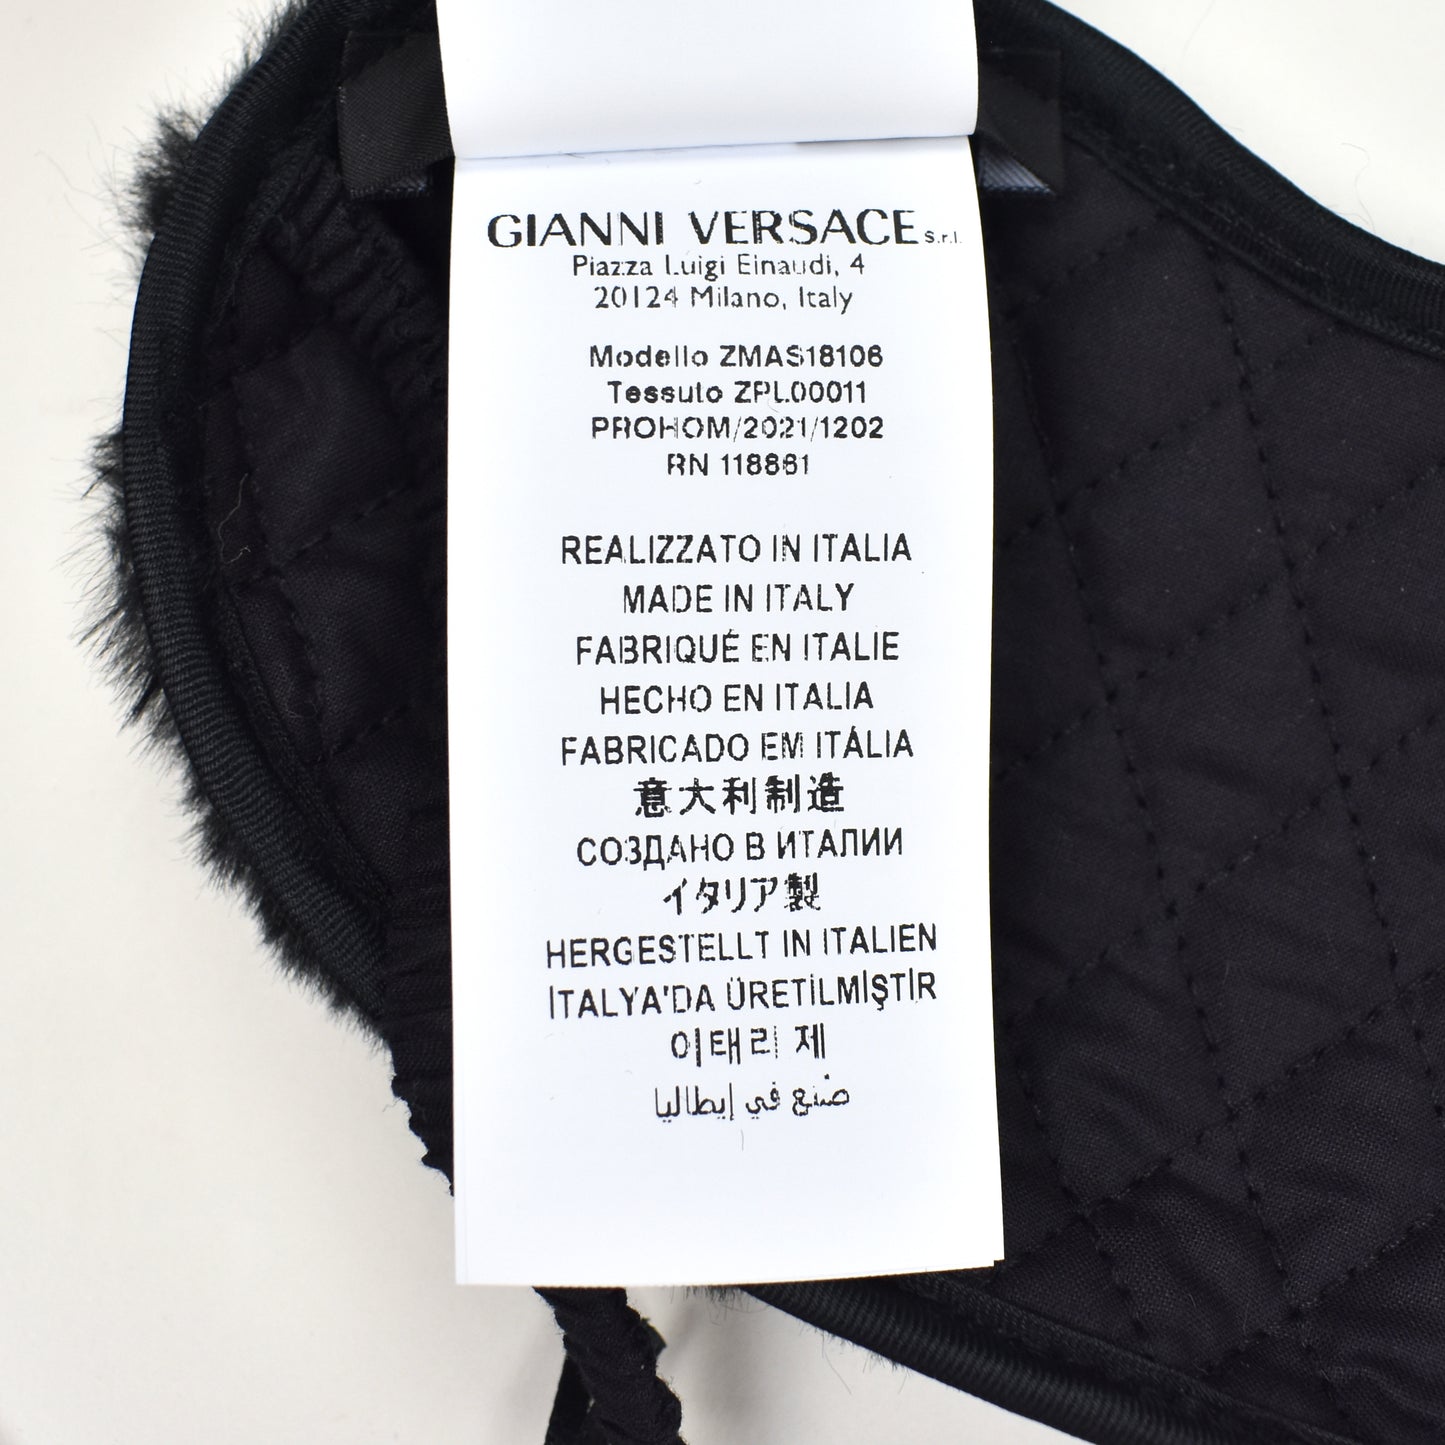 GIANNI VERSACE S.r.l.
Piazza Luigi Einaudi, 4
20124 Milano, Italy
Modello ZMAS18106
Tessuto ZPL00011
PROHOM/2021/1202
RN 118861
REALIZZATO IN ITALIA
MADE IN ITALY
FABRIQUÉ EN ITALIE
HECHO EN ITALIA
FABRICADO EM ITÁLIA
意大利制造
СОЗДАНО В ИТАЛИИ
イタリア製
HERGESTELLT IN ITALIEN
İTALYA'DA ÜRETİLMİŞTİR
이태리 제
صنع في إيطاليا